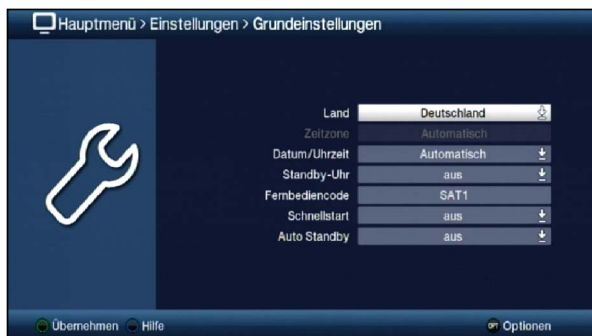 Hauptmenü > Einstellungen > Grundeinstellungen
Land Deutschland
Zeitzone Automatisch
Datum/Uhrzeit Automatisch
Standby-Uhr aus
Fernbediencode SAT1
Schnellstart aus
Auto Standby aus
Übernehmen Hilfe OPT Optionen